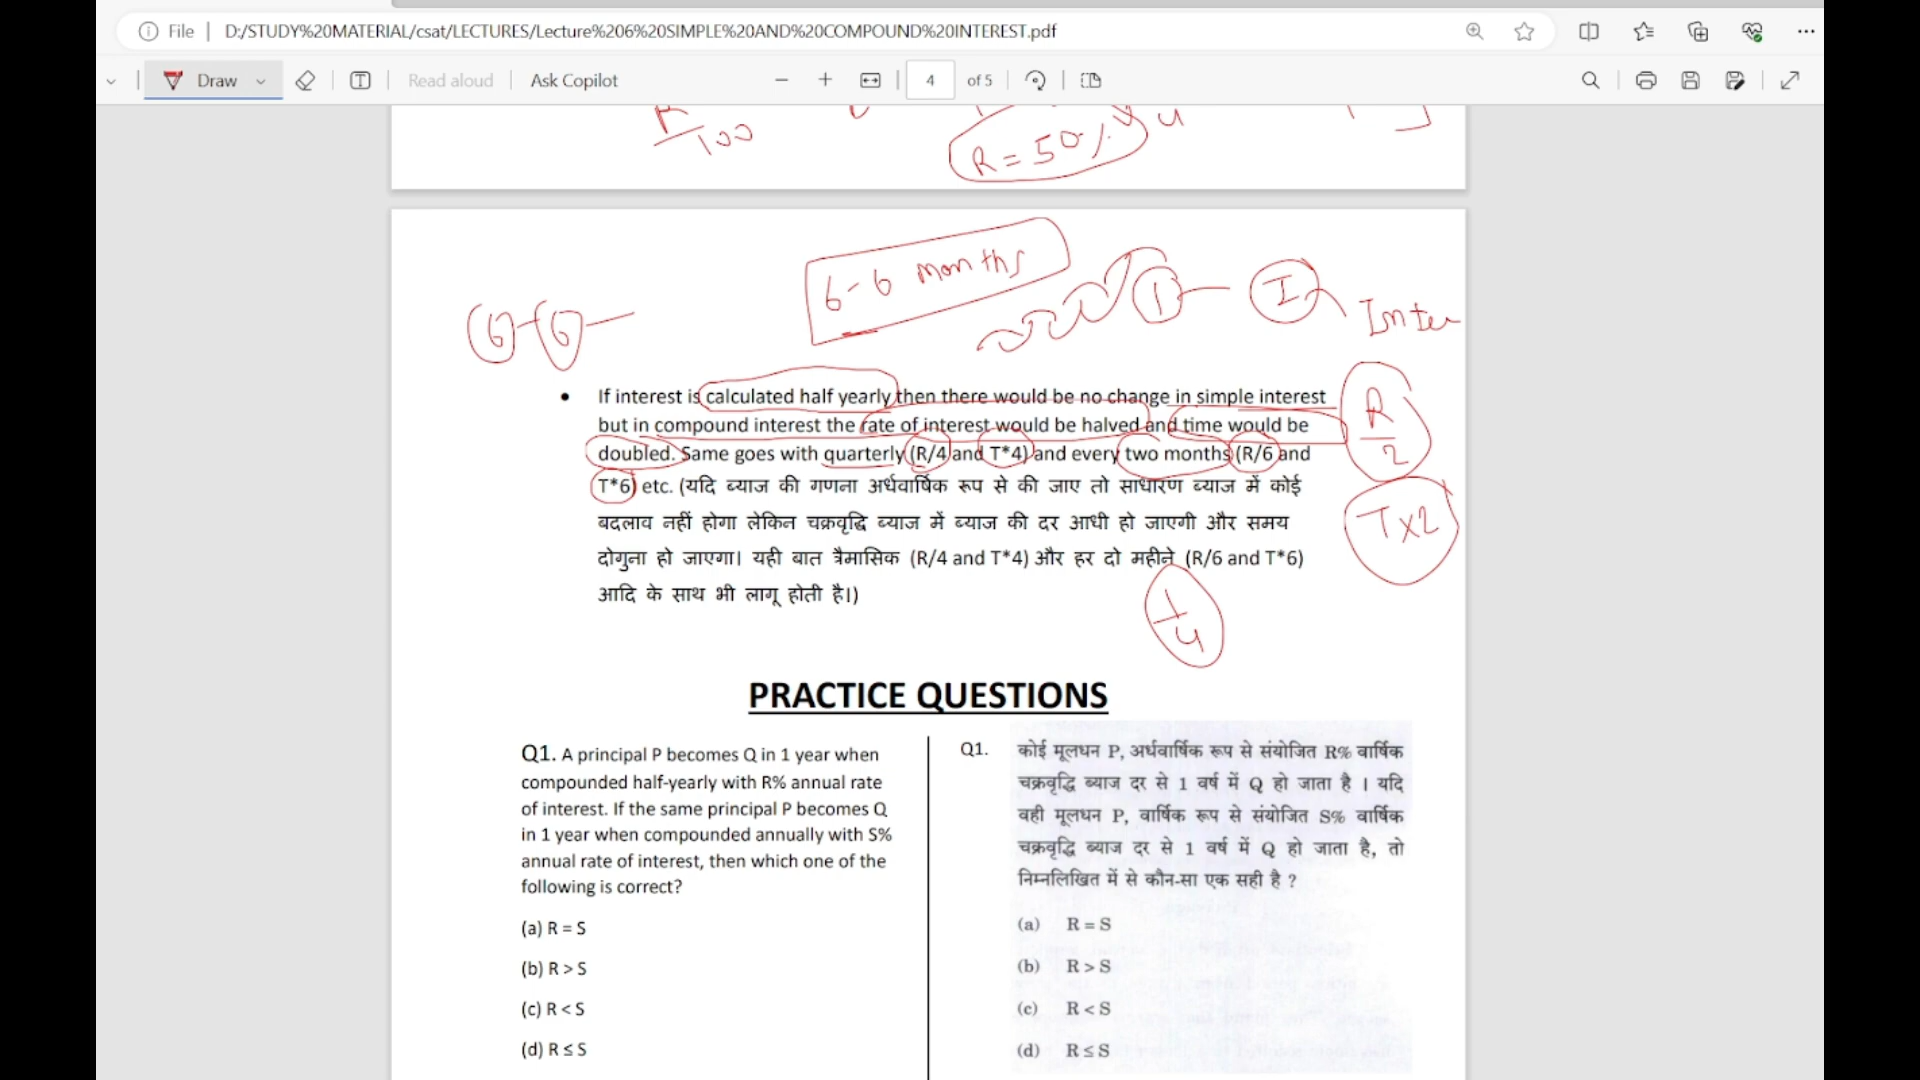 File
D:/STUDY%20MATERIAL/csat/LECTURES/Lecture%206%20SIMPLE%20AND%20COMPOUND%20INTEREST.pdf
Draw
Read aloud
Ask Copilot
4
of 5
R/100
R = 50%
6-6 months
6 - 6
1 - I
Inter
• If interest is calculated half yearly then there would be no change in simple interest
but in compound interest the rate of interest would be halved and time would be
doubled. Same goes with quarterly (R/4 and T*4) and every two months (R/6 and
T*6) etc. (यदि ब्याज की गणना अर्धवार्षिक रूप से की जाए तो साधारण ब्याज में कोई
बदलाव नहीं होगा लेकिन चक्रवृद्धि ब्याज में ब्याज की दर आधी हो जाएगी और समय
दोगुना हो जाएगा। यही बात त्रैमासिक (R/4 and T*4) और हर दो महीने (R/6 and T*6)
आदि के साथ भी लागू होती है।)
R/2
T×2
1/4
PRACTICE QUESTIONS
Q1. A principal P becomes Q in 1 year when
compounded half-yearly with R% annual rate
of interest. If the same principal P becomes Q
in 1 year when compounded annually with S%
annual rate of interest, then which one of the
following is correct?
(a) R = S
(b) R > S
(c) R < S
(d) R ≤ S
Q1. कोई मूलधन P, अर्धवार्षिक रूप से संयोजित R% वार्षिक
चक्रवृद्धि ब्याज दर से 1 वर्ष में Q हो जाता है । यदि
वही मूलधन P, वार्षिक रूप से संयोजित S% वार्षिक
चक्रवृद्धि ब्याज दर से 1 वर्ष में Q हो जाता है, तो
निम्नलिखित में से कौन-सा एक सही है ?
(a) R = S
(b) R > S
(c) R < S
(d) R ≤ S